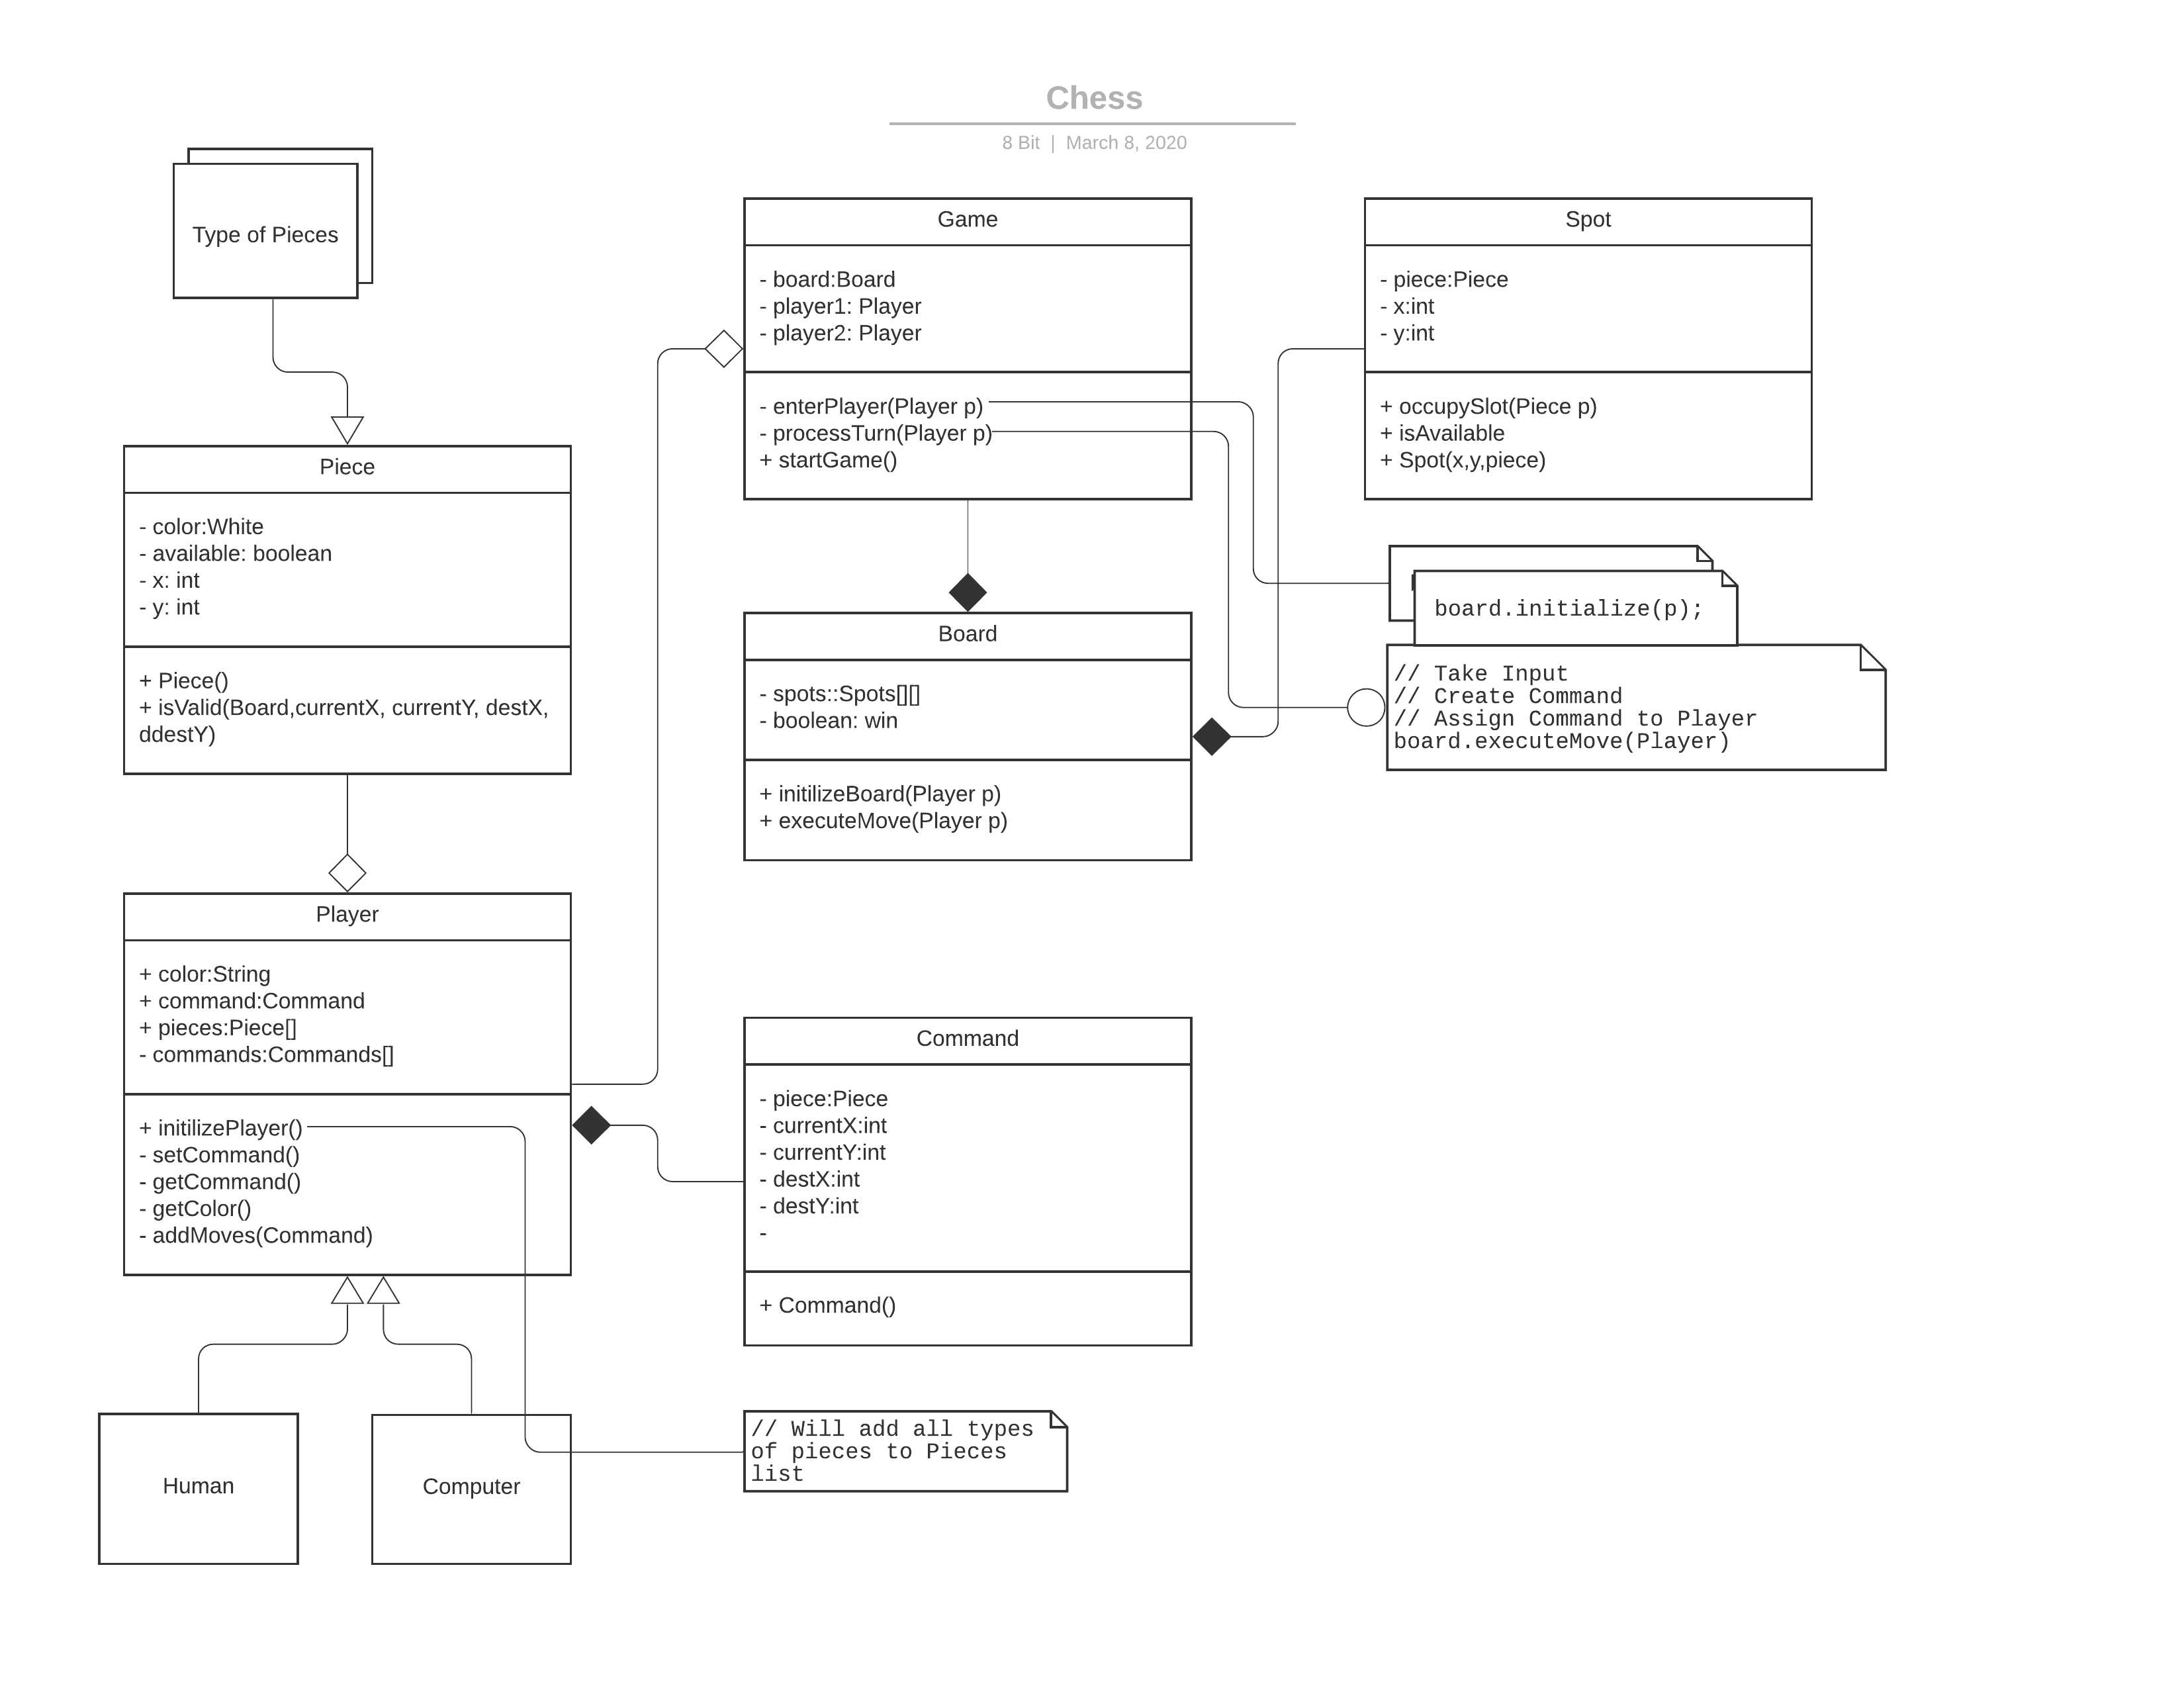 Chess
8 Bit | March 8, 2020
Type of Pieces
Piece
- color:White
- available: boolean
- x: int
- y: int
+ Piece()
+ isValid(Board,currentX, currentY, destX,
ddestY)
Player
+ color:String
+ command:Command
+ pieces:Piece[]
- commands:Commands[]
+ initilizePlayer()
- setCommand()
- getCommand()
- getColor()
- addMoves(Command)
Human
Computer
Game
- board:Board
- player1: Player
- player2: Player
- enterPlayer(Player p)
- processTurn(Player p)
+ startGame()
Board
- spots::Spots[][]
- boolean: win
+ initilizeBoard(Player p)
+ executeMove(Player p)
Command
- piece:Piece
- currentX:int
- currentY:int
- destX:int
- destY:int
-
+ Command()
// Will add all types
of pieces to Pieces
list
Spot
- piece:Piece
- x:int
- y:int
+ occupySlot(Piece p)
+ isAvailable
+ Spot(x,y,piece)
board.initialize(p);
// Take Input
// Create Command
// Assign Command to Player
board.executeMove(Player)